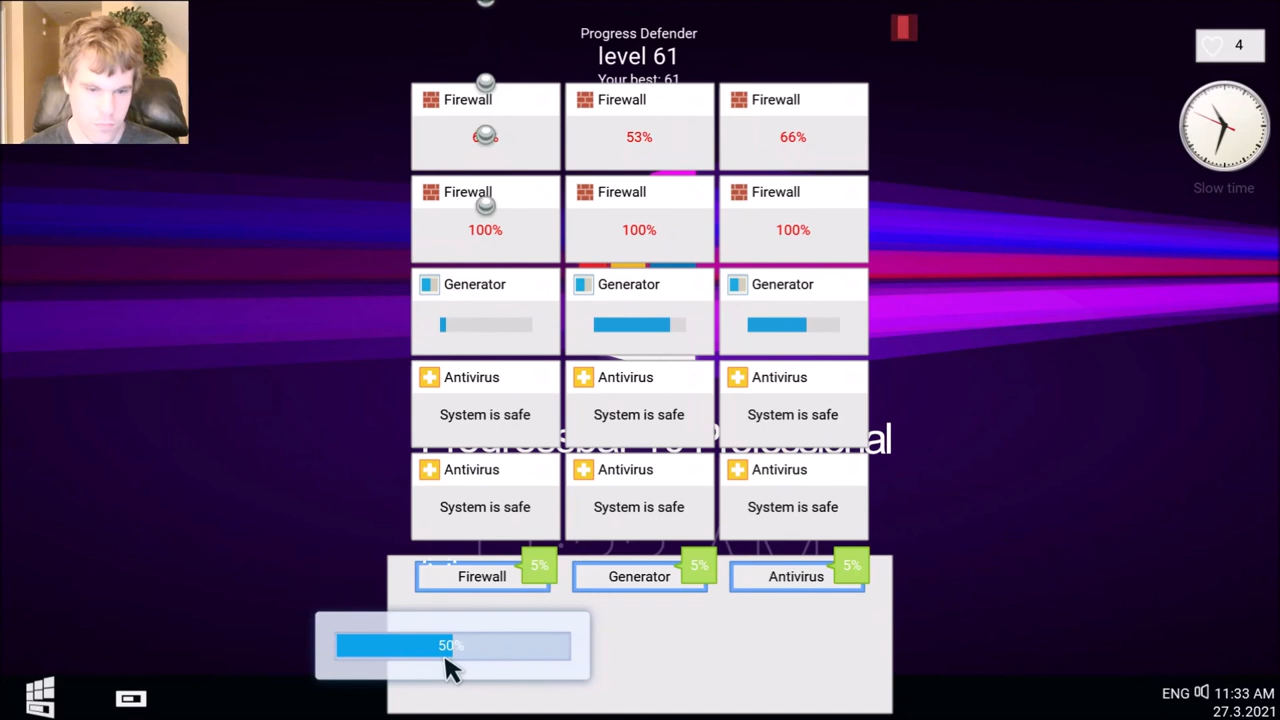 Progress Defender
level 61
Your best: 61
4
Slow time
Firewall Firewall Firewall
53% 66%
Firewall Firewall Firewall
100% 100% 100%
Generator Generator Generator
Antivirus Antivirus Antivirus
System is safe System is safe System is safe
Antivirus Antivirus Antivirus
System is safe System is safe System is safe
Firewall 5% Generator 5% Antivirus 5%
50%
ENG 11:33 AM
27.3.2021